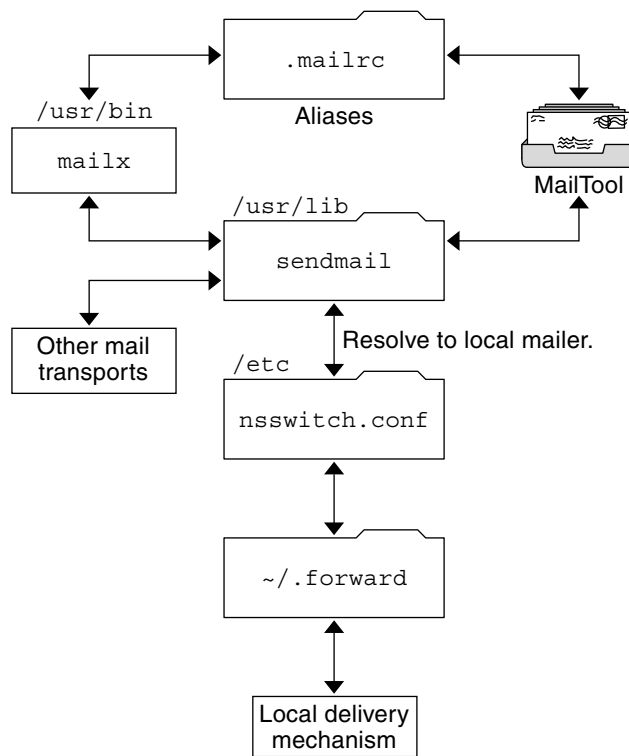 .mailrc
Aliases
/usr/bin
mailx
MailTool
/usr/lib
sendmail
Other mail
transports
Resolve to local mailer.
/etc
nsswitch.conf
~/.forward
Local delivery
mechanism